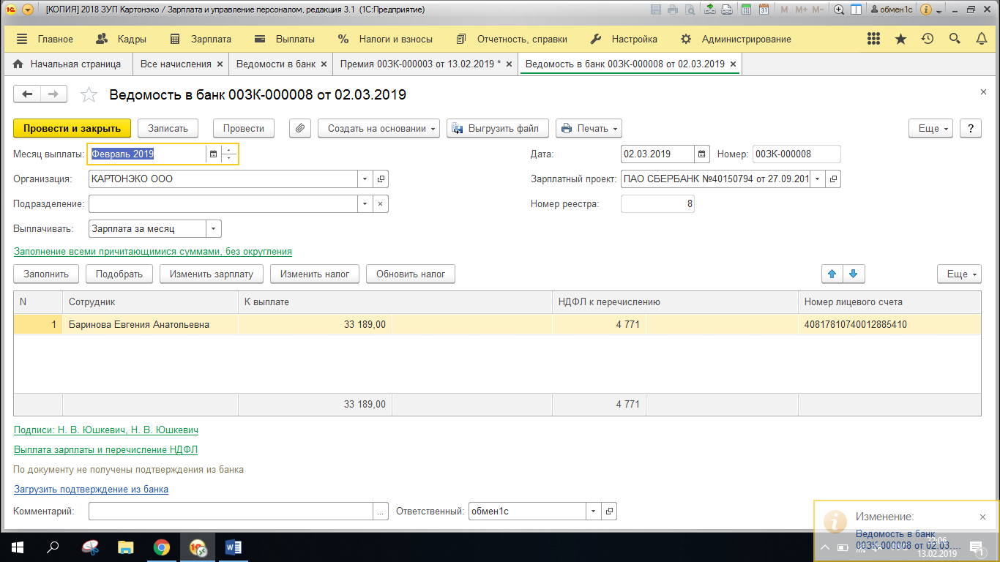 [КОПИЯ] 2018 ЗУП Картонэко / Зарплата и управление персоналом, редакция 3.1 (1С:Предприятие) M M+ M- обмен1с
Главное Кадры Зарплата Выплаты Налоги и взносы Отчетность, справки Настройка Администрирование
Начальная страница Все начисления Ведомости в банк Премия 00ЗК-000003 от 13.02.2019 * Ведомость в банк 00ЗК-000008 от 02.03.2019
Ведомость в банк 00ЗК-000008 от 02.03.2019
Провести и закрыть Записать Провести Создать на основании Выгрузить файл Печать Еще ?
Месяц выплаты: Февраль 2019 Дата: 02.03.2019 Номер: 00ЗК-000008
Организация: КАРТОНЭКО ООО Зарплатный проект: ПАО СБЕРБАНК №40150794 от 27.09.201
Подразделение: Номер реестра: 8
Выплачивать: Зарплата за месяц
Заполнение всеми причитающимися суммами, без округления
Заполнить Подобрать Изменить зарплату Изменить налог Обновить налог Еще
N Сотрудник К выплате НДФЛ к перечислению Номер лицевого счета
1 Баринова Евгения Анатольевна 33 189,00 4 771 40817810740012885410
33 189,00 4 771
Подписи: Н. В. Юшкевич, Н. В. Юшкевич
Выплата зарплаты и перечисление НДФЛ
По документу не получены подтверждения из банка
Загрузить подтверждение из банка
Комментарий: ... Ответственный: обмен1с
Изменение:
Ведомость в банк
00ЗК-000008 от 02.03....
13.02.2019